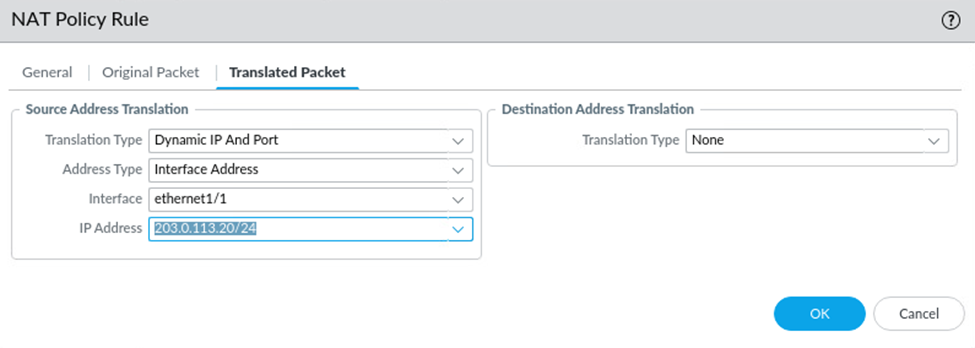 NAT Policy Rule
General
Original Packet
Translated Packet
Source Address Translation
Translation Type Dynamic IP And Port
Address Type Interface Address
Interface ethernet1/1
IP Address 203.0.113.20/24
Destination Address Translation
Translation Type None
OK
Cancel